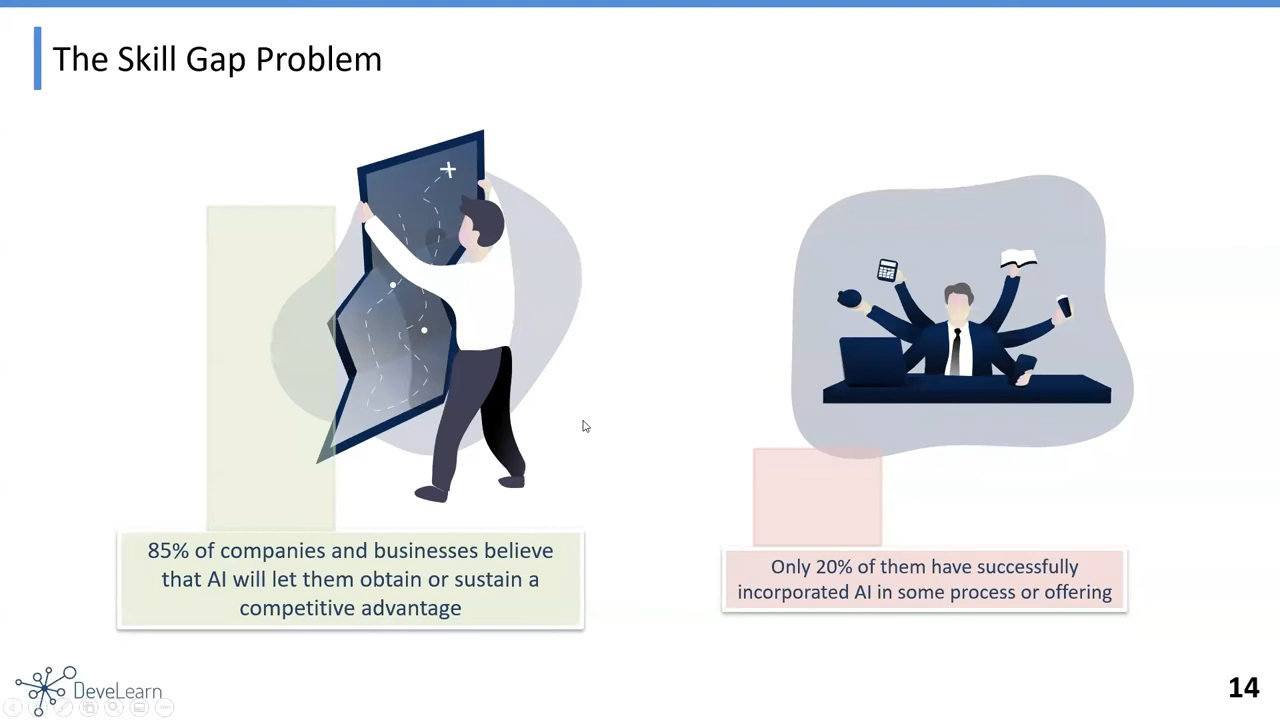 The Skill Gap Problem
85% of companies and businesses believe
that AI will let them obtain or sustain a
competitive advantage
Only 20% of them have successfully
incorporated AI in some process or offering
DeveLearn
14